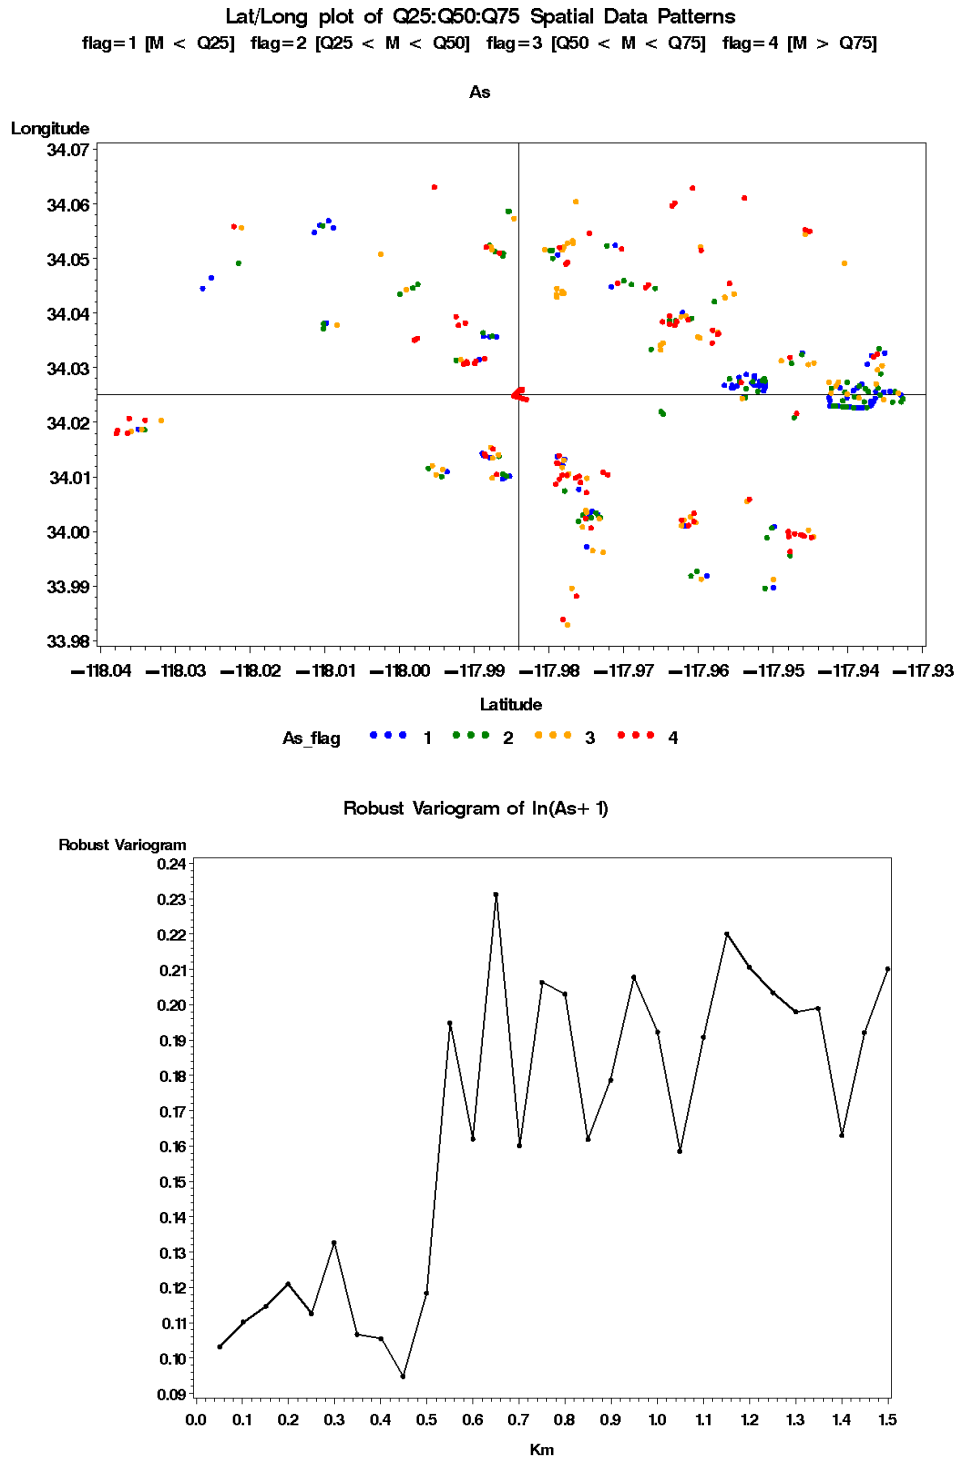 Lat/Long plot of Q25:Q50:Q75 Spatial Data Patterns
flag=1 [M < Q25] flag=2 [Q25 < M < Q50] flag=3 [Q50 < M < Q75] flag=4 [M > Q75]
As
Longitude
34.07
34.06
34.05
34.04
34.03
34.02
34.01
34.00
33.99
33.98
-118.04 -118.03 -118.02 -118.01 -118.00 -117.99 -117.98 -117.97 -117.96 -117.95 -117.94 -117.93
Latitude
As_flag 1 2 3 4
Robust Variogram of ln(As+1)
Robust Variogram
0.24
0.23
0.22
0.21
0.20
0.19
0.18
0.17
0.16
0.15
0.14
0.13
0.12
0.11
0.10
0.09
0.0 0.1 0.2 0.3 0.4 0.5 0.6 0.7 0.8 0.9 1.0 1.1 1.2 1.3 1.4 1.5
Km